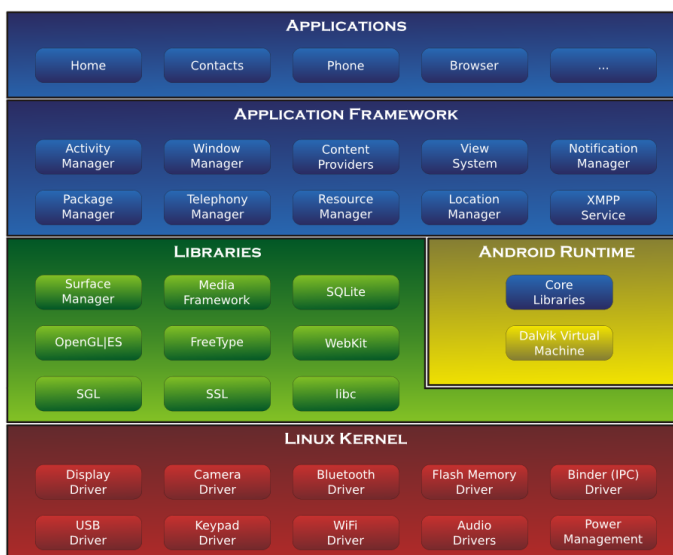 APPLICATIONS
Home
Contacts
Phone
Browser
...
APPLICATION FRAMEWORK
Activity
Manager
Window
Manager
Content
Providers
View
System
Notification
Manager
Package
Manager
Telephony
Manager
Resource
Manager
Location
Manager
XMPP
Service
LIBRARIES
Surface
Manager
Media
Framework
SQLite
OpenGL|ES
FreeType
WebKit
SGL
SSL
libc
ANDROID RUNTIME
Core
Libraries
Dalvik Virtual
Machine
LINUX KERNEL
Display
Driver
Camera
Driver
Bluetooth
Driver
Flash Memory
Driver
Binder (IPC)
Driver
USB
Driver
Keypad
Driver
WiFi
Driver
Audio
Drivers
Power
Management